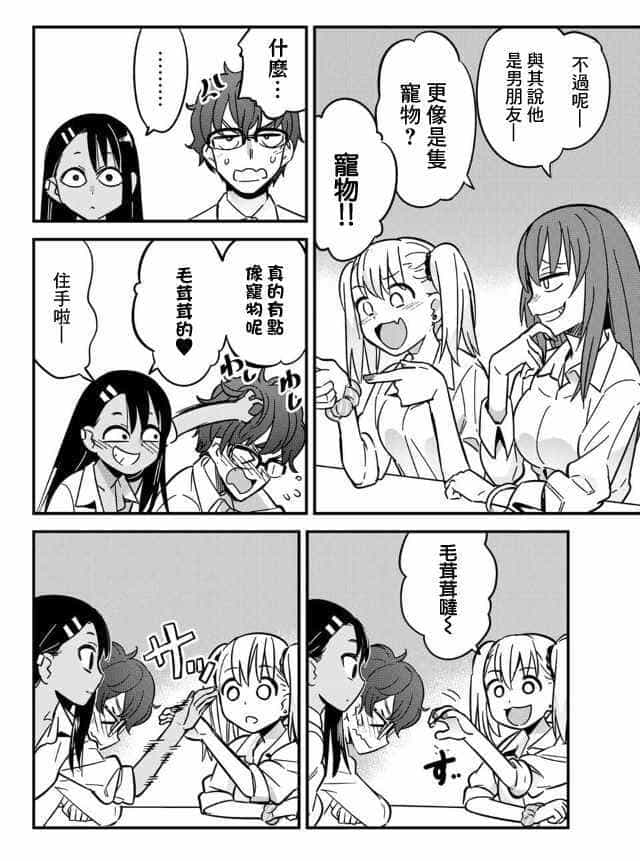 不過呢—
與其說他
是男朋友—
更像是隻
寵物?
寵物!!
什麼…
………
真的有點
像寵物呢
毛茸茸的♥
住手啦—
わし
わし
毛茸茸噠~
す
サッ